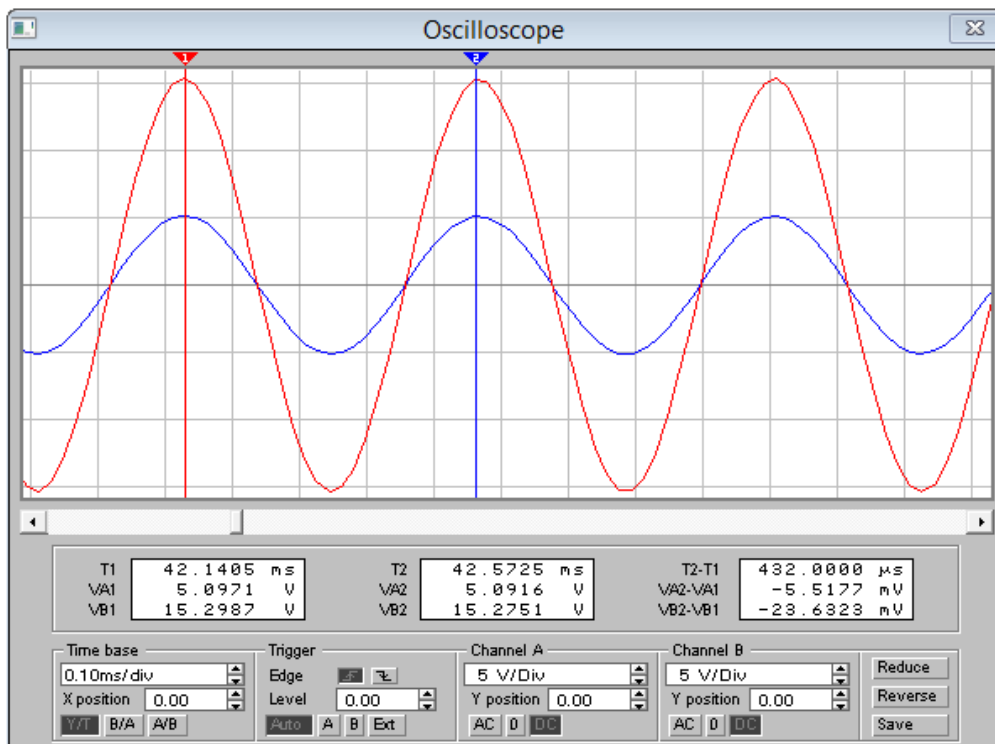 Oscilloscope
1 2
T1 42.1405 ms T2 42.5725 ms T2-T1 432.0000 µs
VA1 5.0971 V VA2 5.0916 V VA2-VA1 -5.5177 mV
VB1 15.2987 V VB2 15.2751 V VB2-VB1 -23.6323 mV
Time base Trigger Channel A Channel B
0.10ms/div Edge 5 V/Div 5 V/Div Reduce
X position 0.00 Level 0.00 Y position 0.00 Y position 0.00 Reverse
Y/T B/A A/B Auto A B Ext AC 0 DC AC 0 DC Save